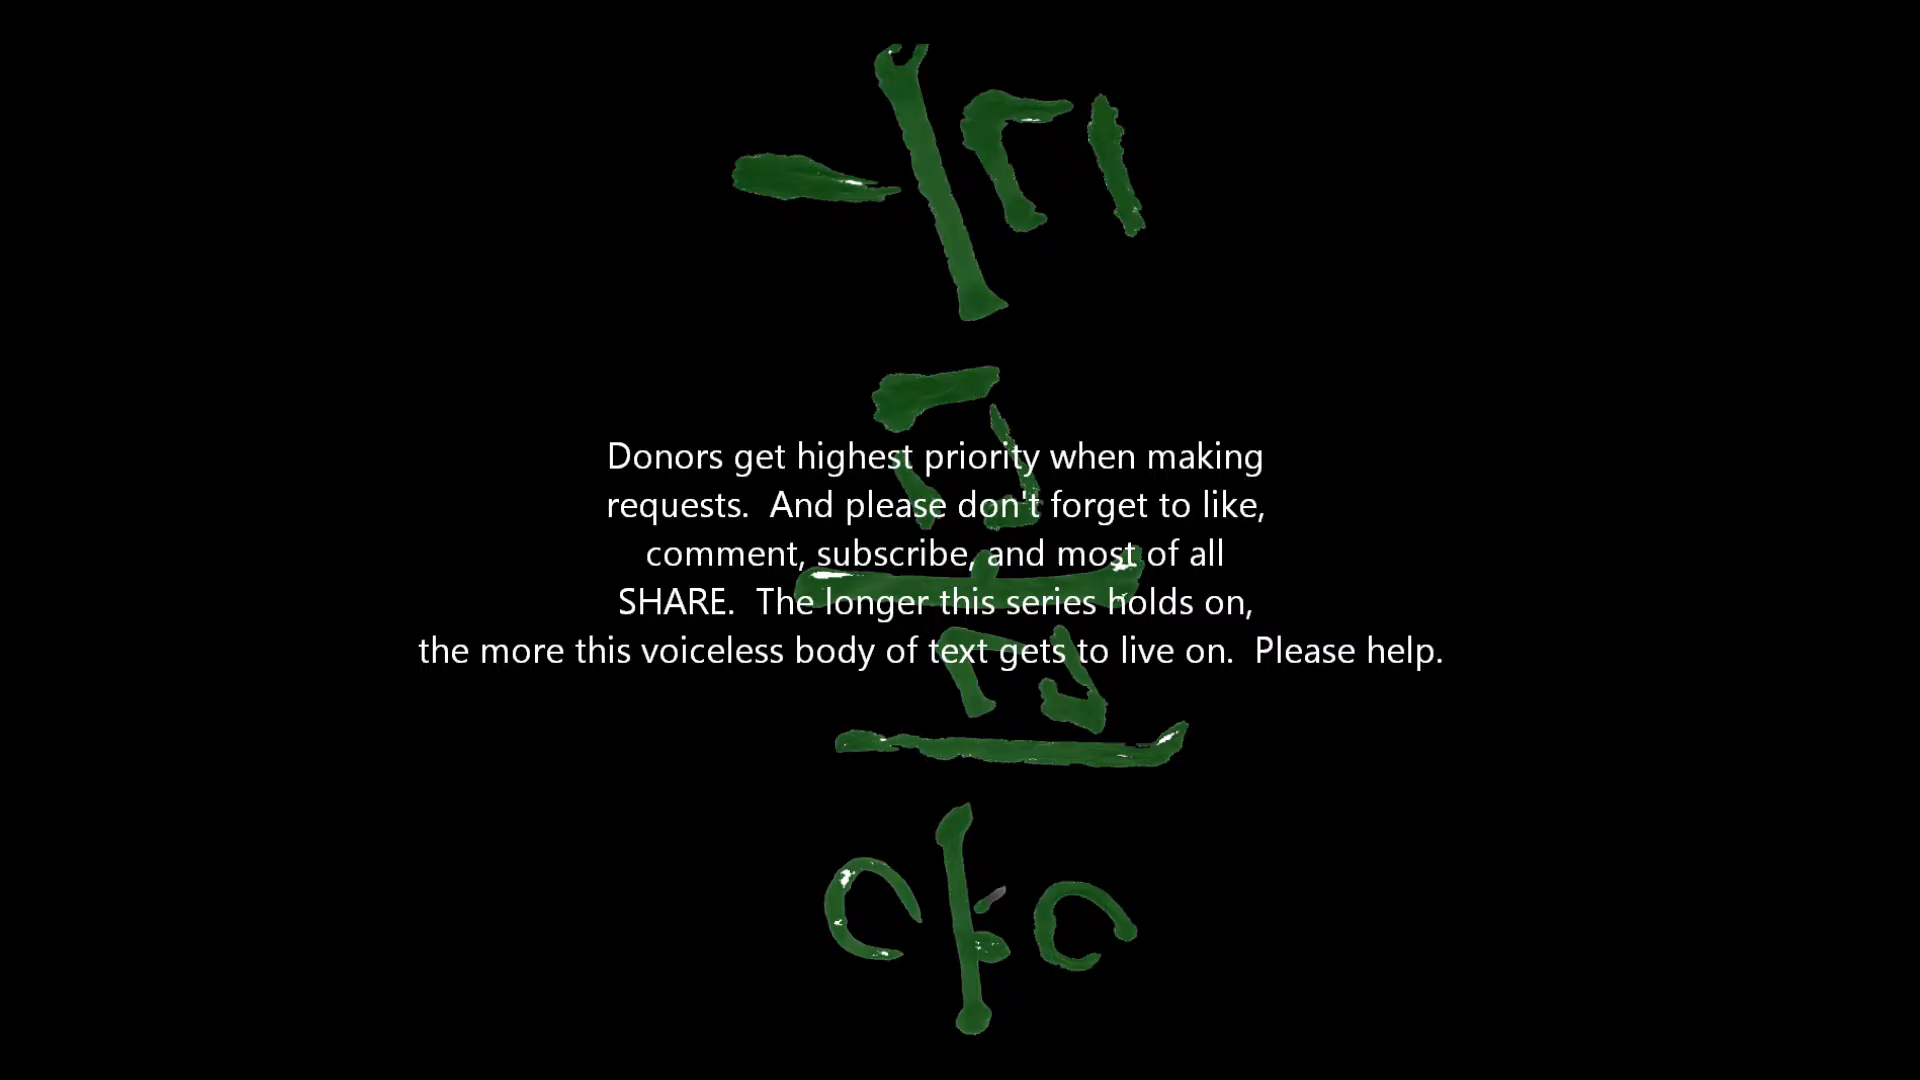 Donors get highest priority when making
requests.  And please don't forget to like,
comment, subscribe, and most of all
SHARE.  The longer this series holds on,
the more this voiceless body of text gets to live on.  Please help.